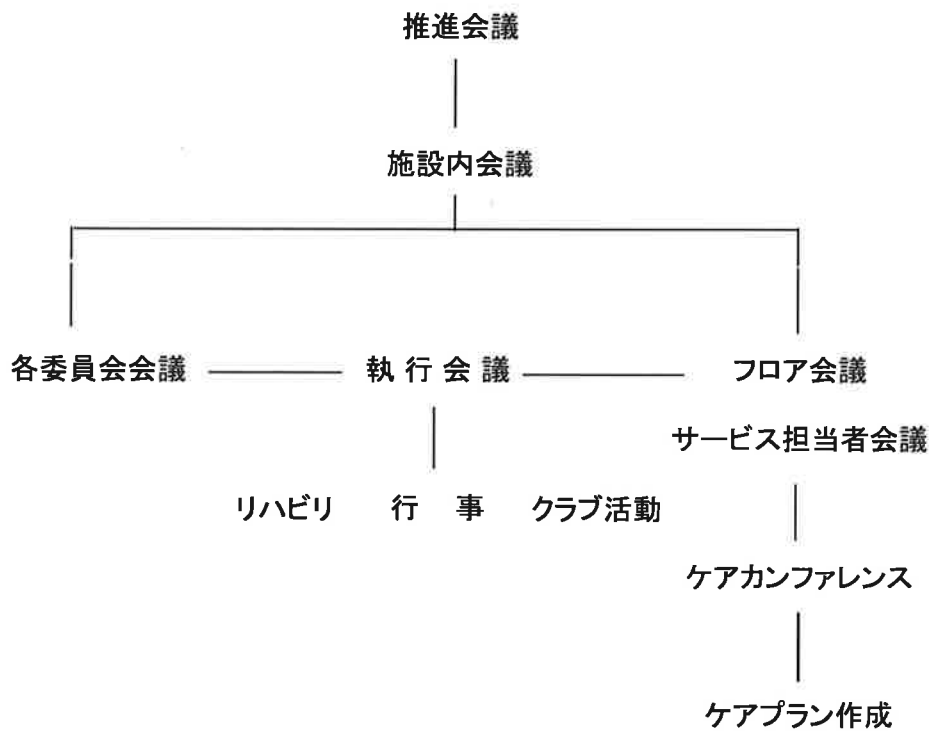 推進会議
施設内会議
各委員会会議 執行会議 フロア会議
サービス担当者会議
リハビリ 行事 クラブ活動
ケアカンファレンス
ケアプラン作成